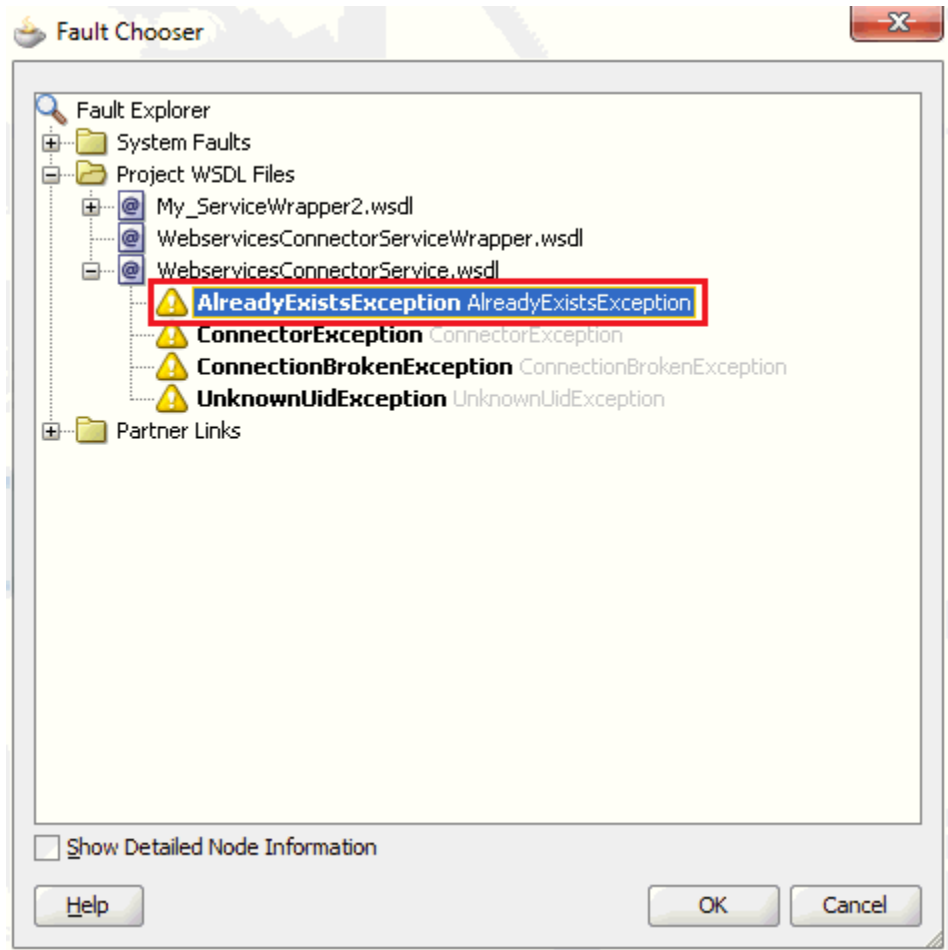 Fault Chooser
Fault Explorer
System Faults
Project WSDL Files
My_ServiceWrapper2.wsdl
WebservicesConnectorServiceWrapper.wsdl
WebservicesConnectorService.wsdl
AlreadyExistsException AlreadyExistsException
ConnectorException ConnectorException
ConnectionBrokenException ConnectionBrokenException
UnknownUidException UnknownUidException
Partner Links
Show Detailed Node Information
Help OK Cancel